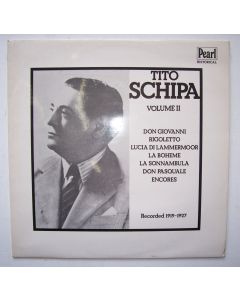 Pearl
HISTORICAL
TITO
SCHIPA
VOLUME II
DON GIOVANNI
RIGOLETTO
LUCIA DI LAMMERMOOR
LA BOHEME
LA SONNAMBULA
DON PASQUALE
ENCORES
Recorded 1919-1927